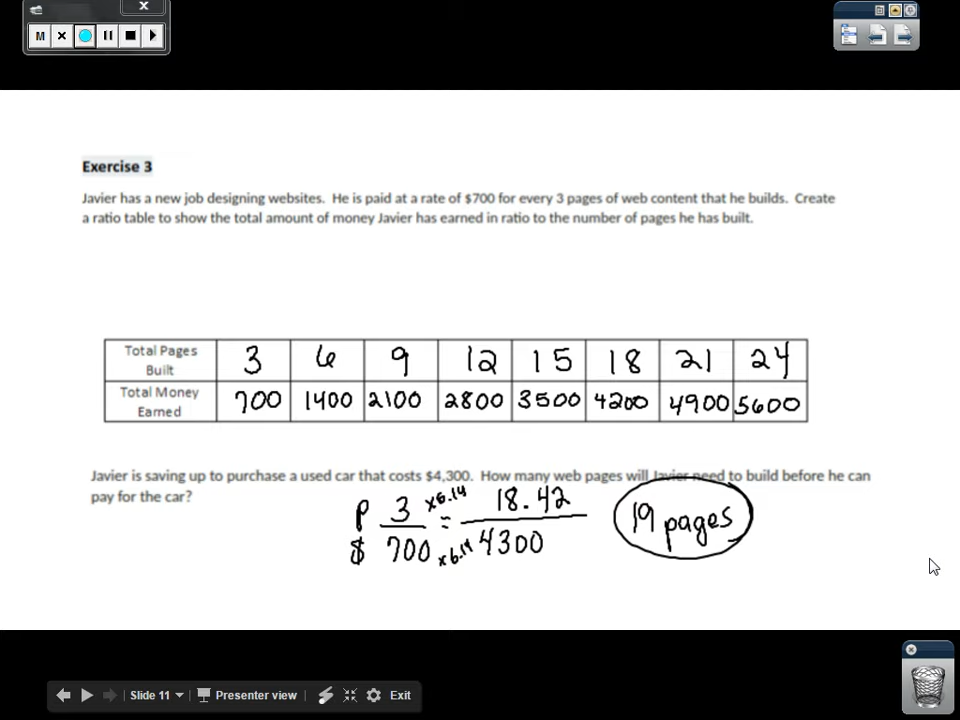 M
Exercise 3
Javier has a new job designing websites. He is paid at a rate of $700 for every 3 pages of web content that he builds. Create
a ratio table to show the total amount of money Javier has earned in ratio to the number of pages he has built.
Total Pages Built 3 6 9 12 15 18 21 24
Total Money Earned 700 1400 2100 2800 3500 4200 4900 5600
Javier is saving up to purchase a used car that costs $4,300. How many web pages will Javier need to build before he can
pay for the car?
P 3 x6.14 = 18.42
$ 700 x6.14 4300
19 pages
Slide 11 Presenter view Exit